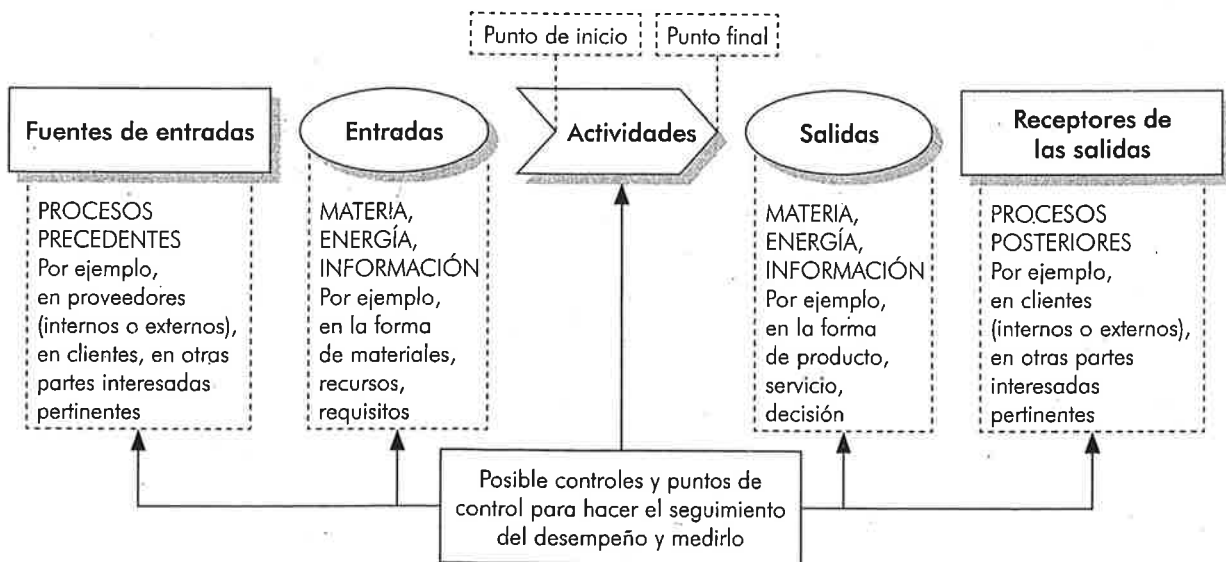 Punto de inicio
Punto final
Fuentes de entradas
Entradas
Actividades
Salidas
Receptores de
las salidas
PROCESOS
PRECEDENTES
Por ejemplo,
en proveedores
(internos o externos),
en clientes, en otras
partes interesadas
pertinentes
MATERIA,
ENERGÍA,
INFORMACIÓN
Por ejemplo,
en la forma
de materiales,
recursos,
requisitos
MATERIA,
ENERGÍA,
INFORMACIÓN
Por ejemplo,
en la forma
de producto,
servicio,
decisión
PROCESOS
POSTERIORES
Por ejemplo,
en clientes
(internos o externos),
en otras partes
interesadas
pertinentes
Posible controles y puntos de
control para hacer el seguimiento
del desempeño y medirlo